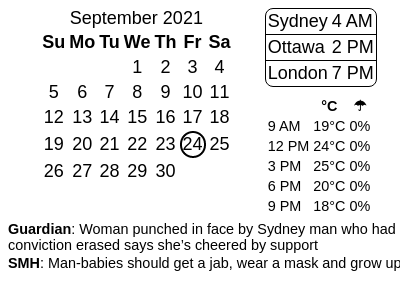 September 2021
Su Mo Tu We Th Fr Sa
1 2 3 4
5 6 7 8 9 10 11
12 13 14 15 16 17 18
19 20 21 22 23 24 25
26 27 28 29 30
Sydney 4 AM
Ottawa 2 PM
London 7 PM
°C ☂
9 AM 19°C 0%
12 PM 24°C 0%
3 PM 25°C 0%
6 PM 20°C 0%
9 PM 18°C 0%
Guardian: Woman punched in face by Sydney man who had
conviction erased says she’s cheered by support
SMH: Man-babies should get a jab, wear a mask and grow up